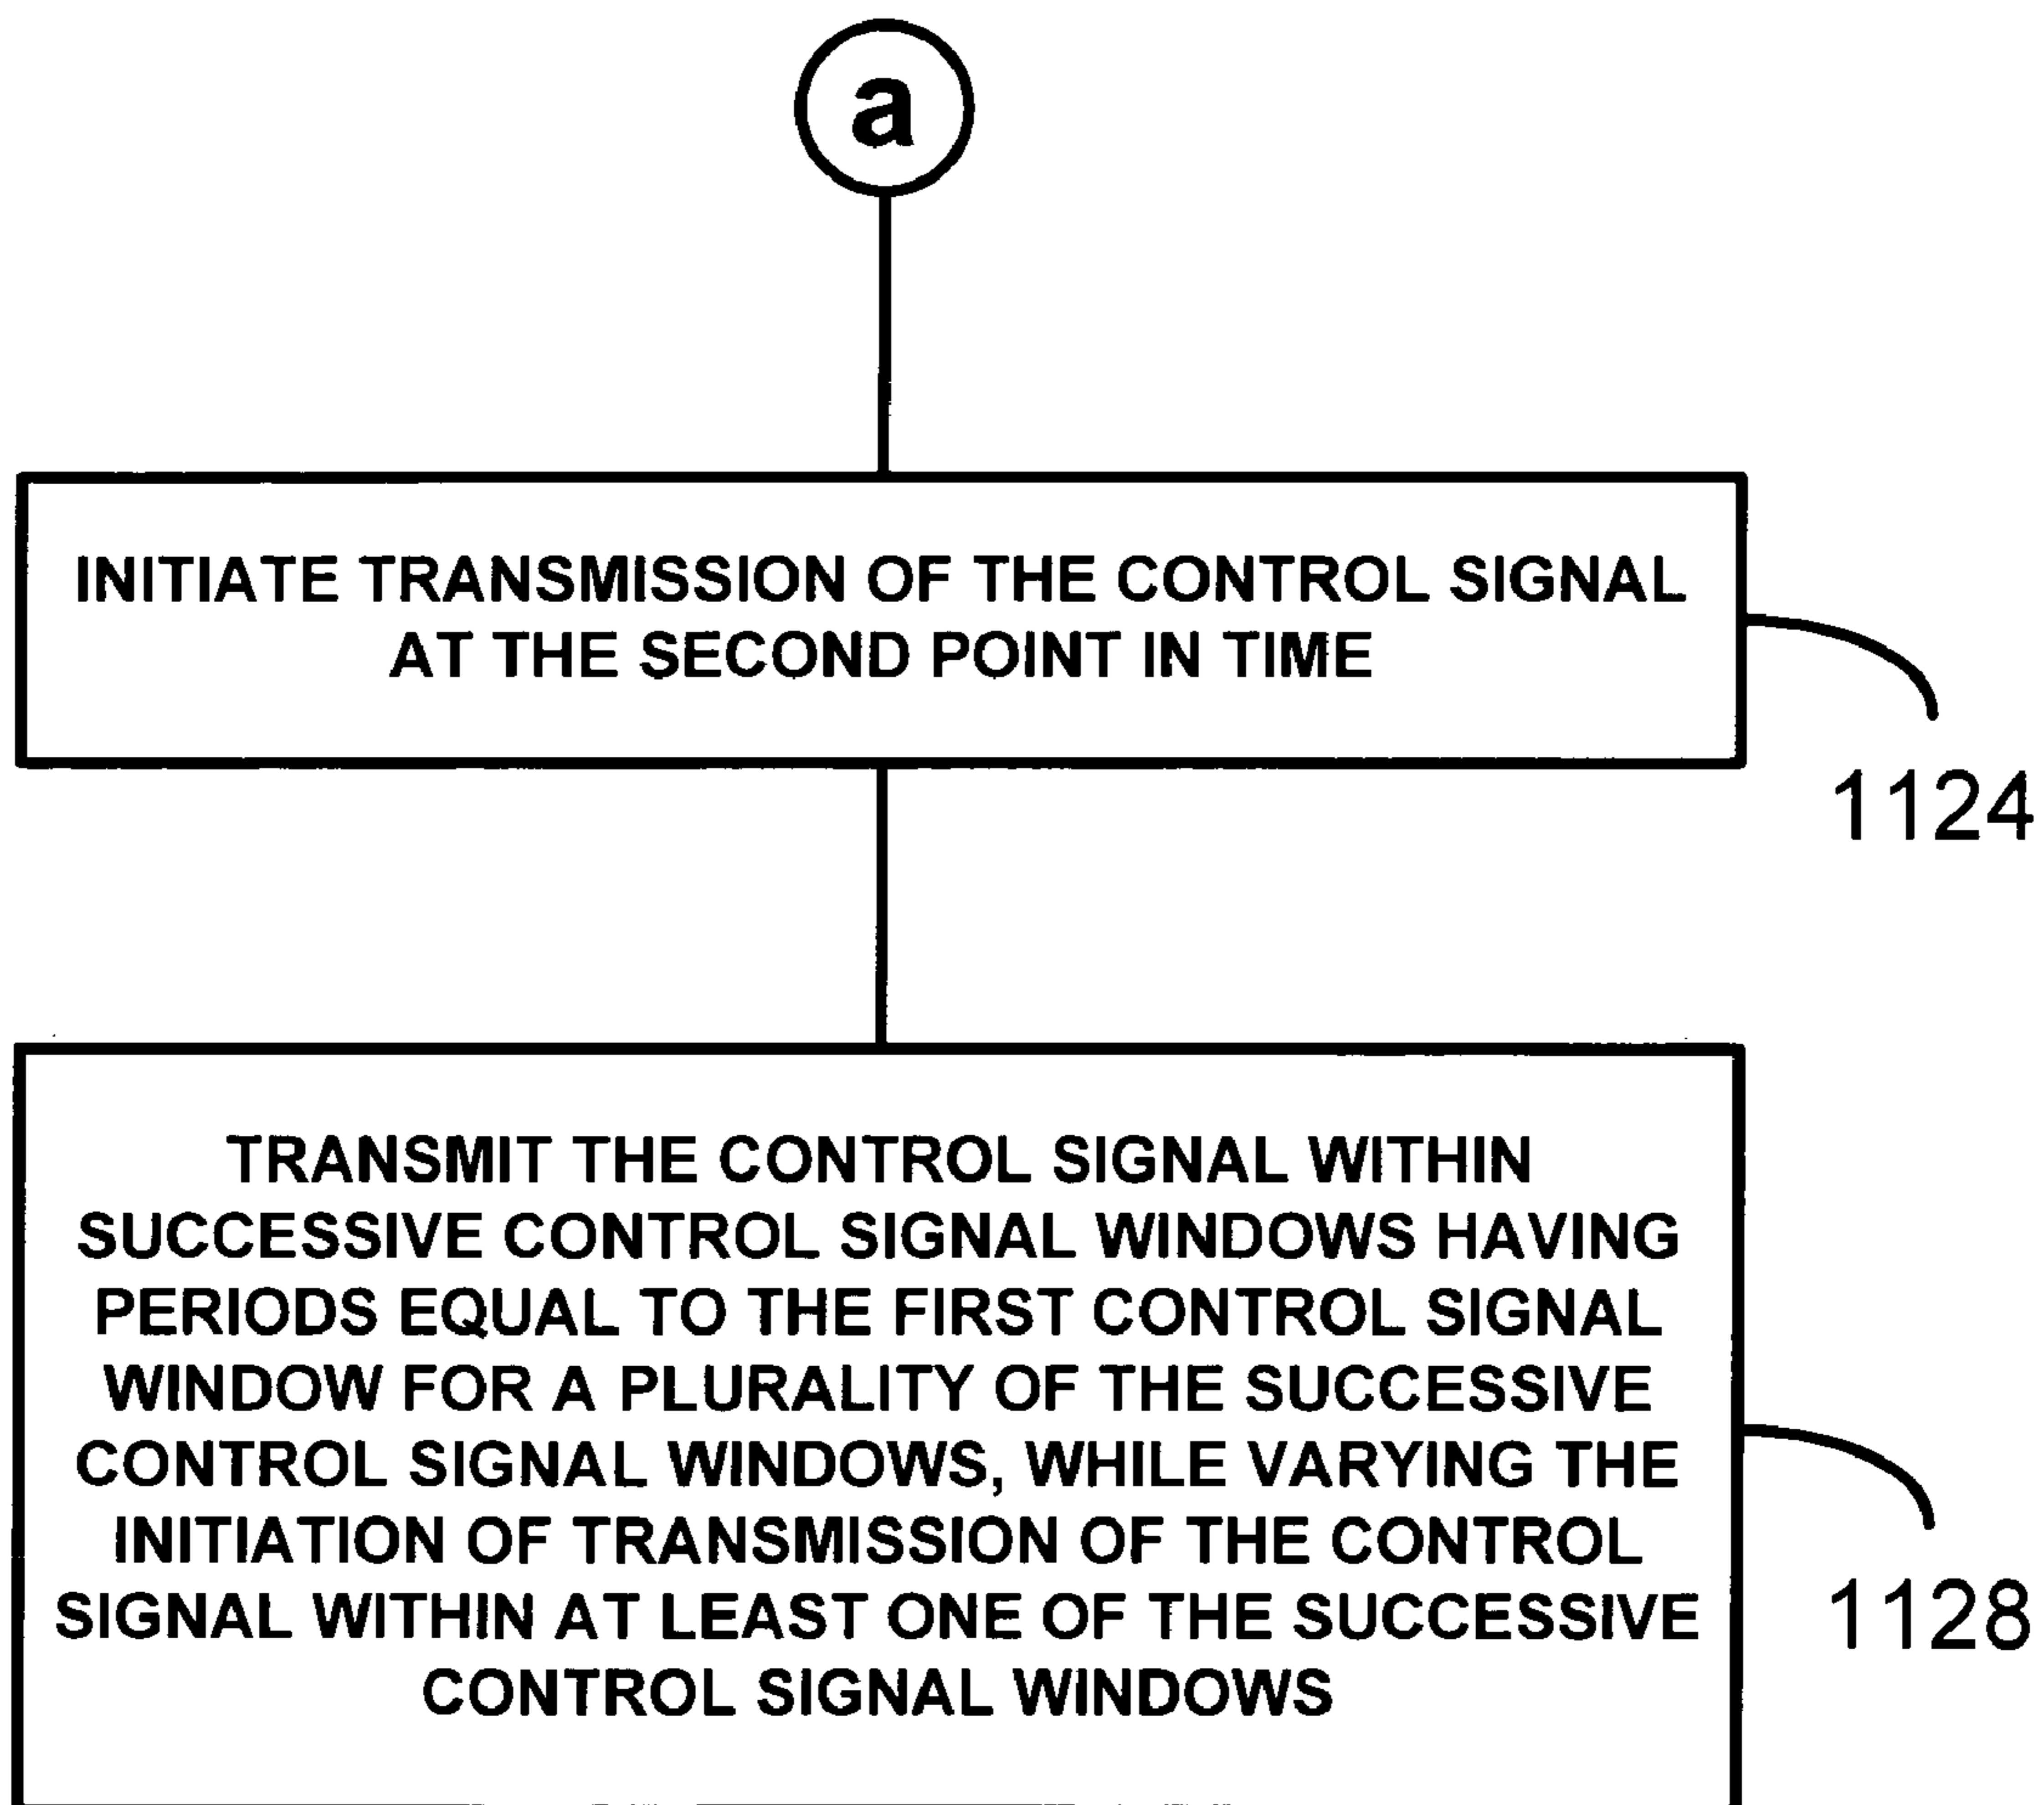 a
INITIATE TRANSMISSION OF THE CONTROL SIGNAL
AT THE SECOND POINT IN TIME
1124
TRANSMIT THE CONTROL SIGNAL WITHIN
SUCCESSIVE CONTROL SIGNAL WINDOWS HAVING
PERIODS EQUAL TO THE FIRST CONTROL SIGNAL
WINDOW FOR A PLURALITY OF THE SUCCESSIVE
CONTROL SIGNAL WINDOWS, WHILE VARYING THE
INITIATION OF TRANSMISSION OF THE CONTROL
SIGNAL WITHIN AT LEAST ONE OF THE SUCCESSIVE
CONTROL SIGNAL WINDOWS
1128